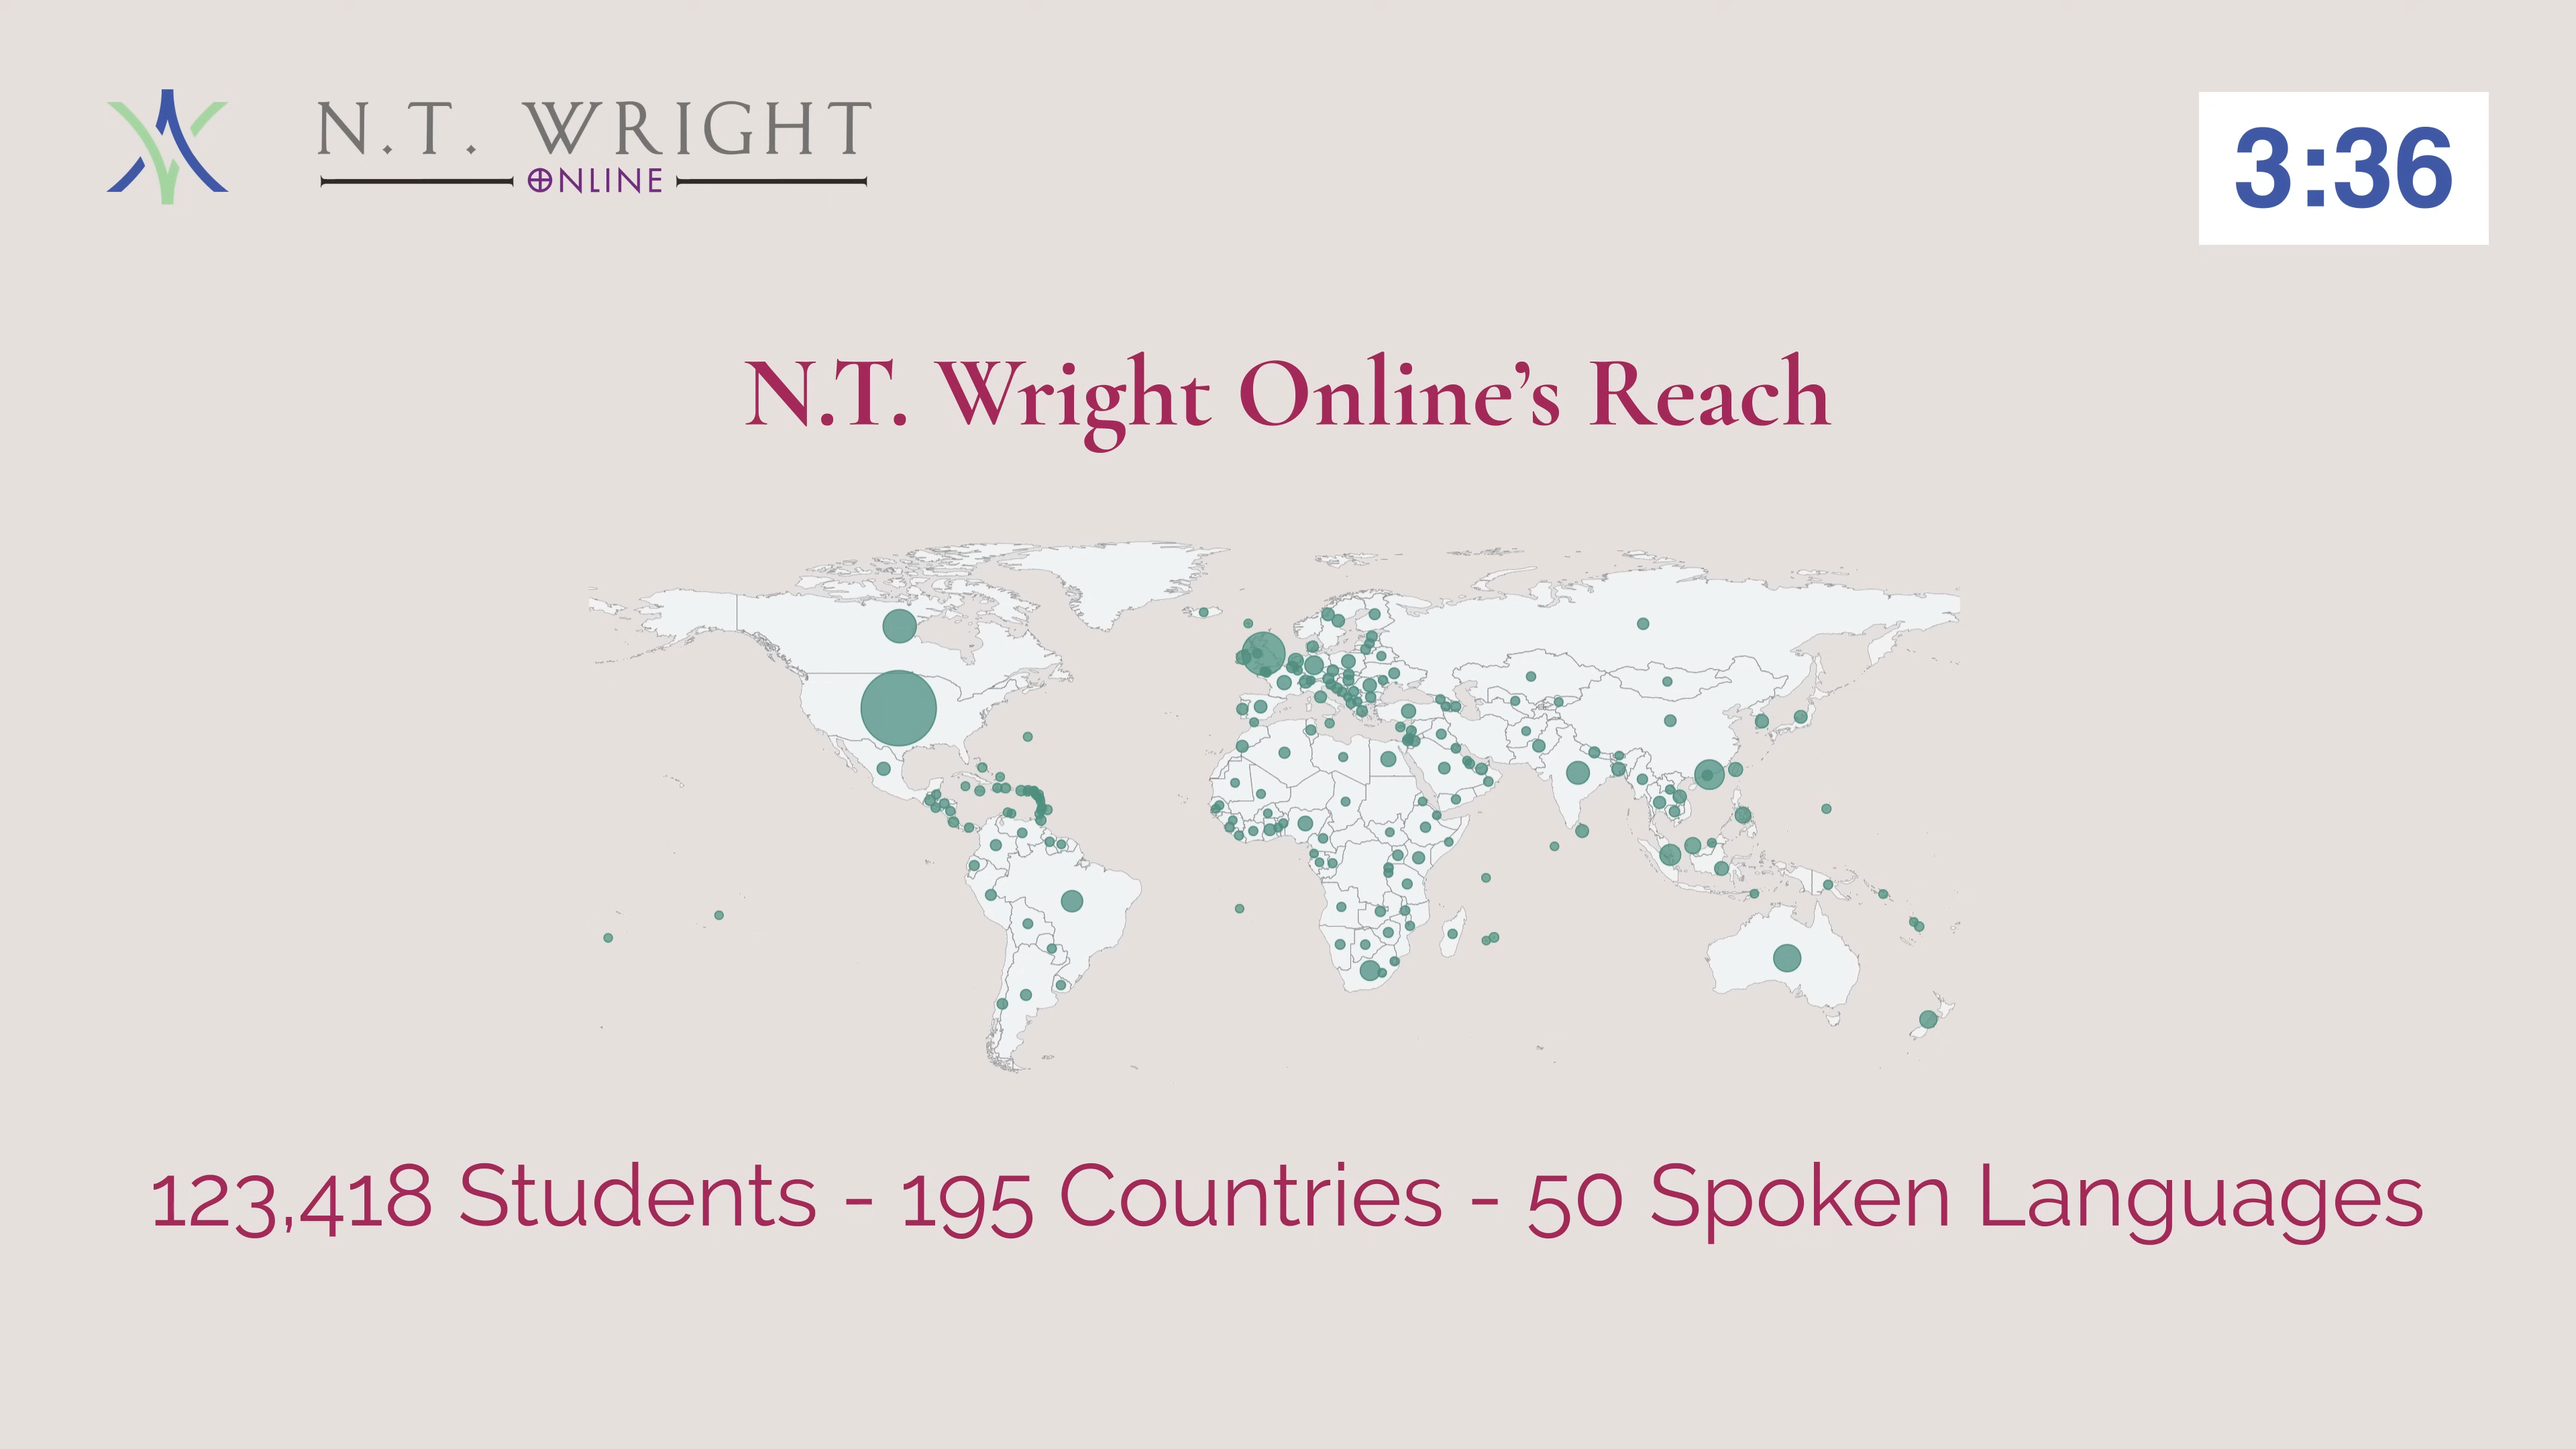 N.T. WRIGHT
ONLINE
3:36
N.T. Wright Online’s Reach
123,418 Students - 195 Countries - 50 Spoken Languages